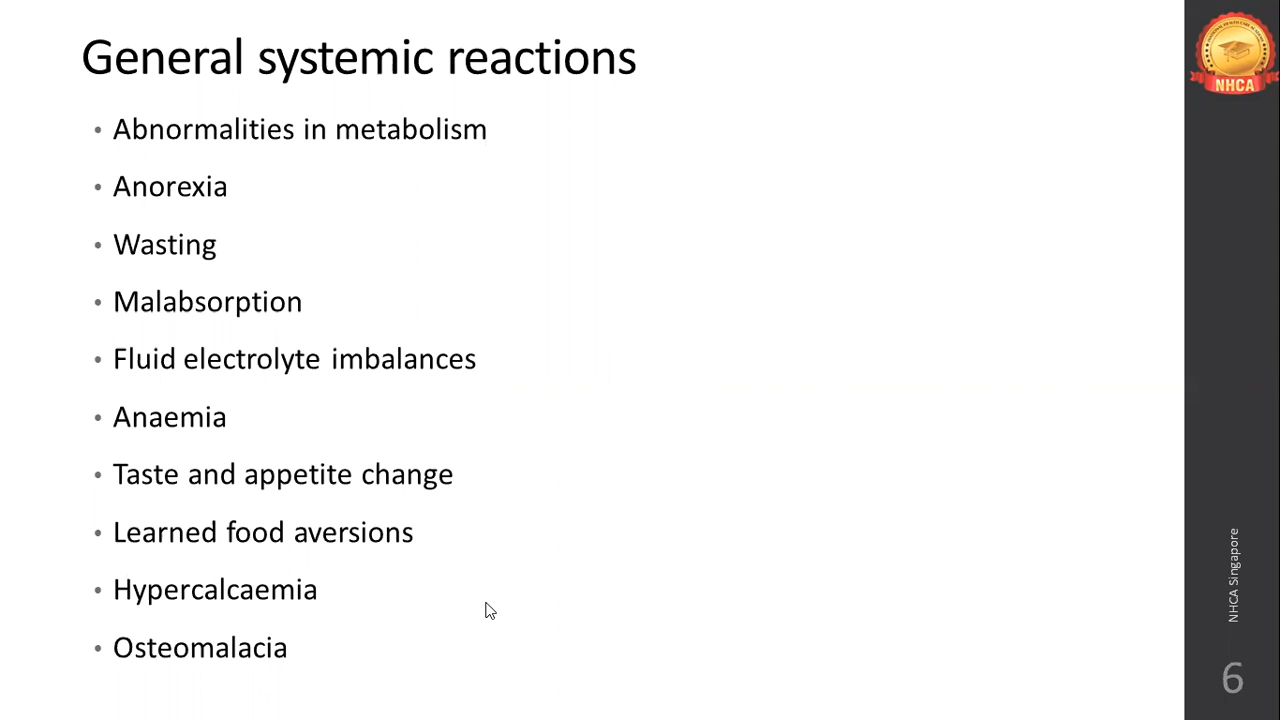 General systemic reactions
• Abnormalities in metabolism
• Anorexia
• Wasting
• Malabsorption
• Fluid electrolyte imbalances
• Anaemia
• Taste and appetite change
• Learned food aversions
• Hypercalcaemia
• Osteomalacia
NHCA
NHCA Singapore
6